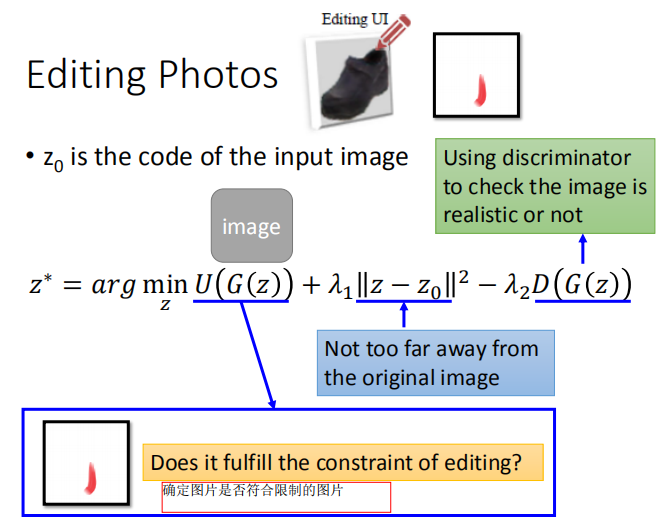 Editing UI
Editing Photos
• z₀ is the code of the input image
Using discriminator
to check the image is
realistic or not
image
z* = arg min_z U(G(z)) + λ₁‖z − z₀‖² − λ₂D(G(z))
Not too far away from
the original image
Does it fulfill the constraint of editing?
确定图片是否符合限制的图片